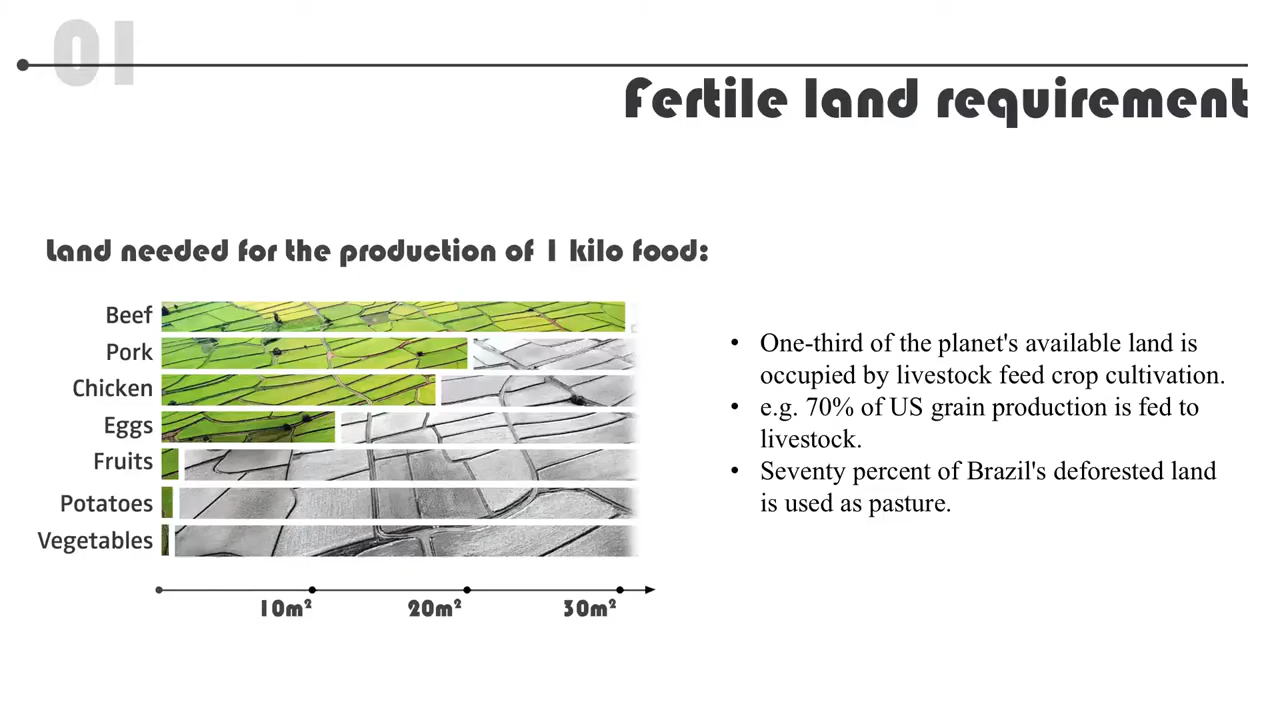 01
Fertile land requirement
Land needed for the production of 1 kilo food:
Beef
Pork
Chicken
Eggs
Fruits
Potatoes
Vegetables
10m²
20m²
30m²
• One-third of the planet's available land is
occupied by livestock feed crop cultivation.
• e.g. 70% of US grain production is fed to
livestock.
• Seventy percent of Brazil's deforested land
is used as pasture.